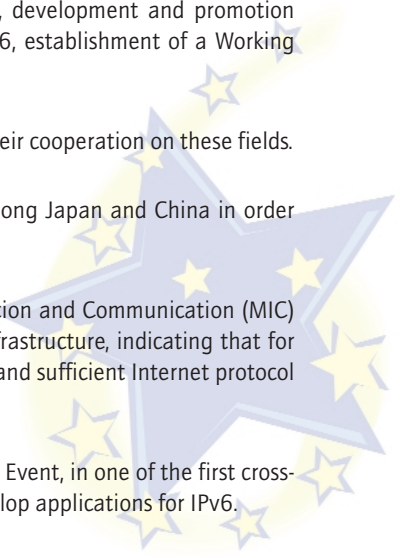 , development and promotion
6, establishment of a Working
eir cooperation on these fields.
ong Japan and China in order
tion and Communication (MIC)
frastructure, indicating that for
and sufficient Internet protocol
Event, in one of the first cross-
lop applications for IPv6.